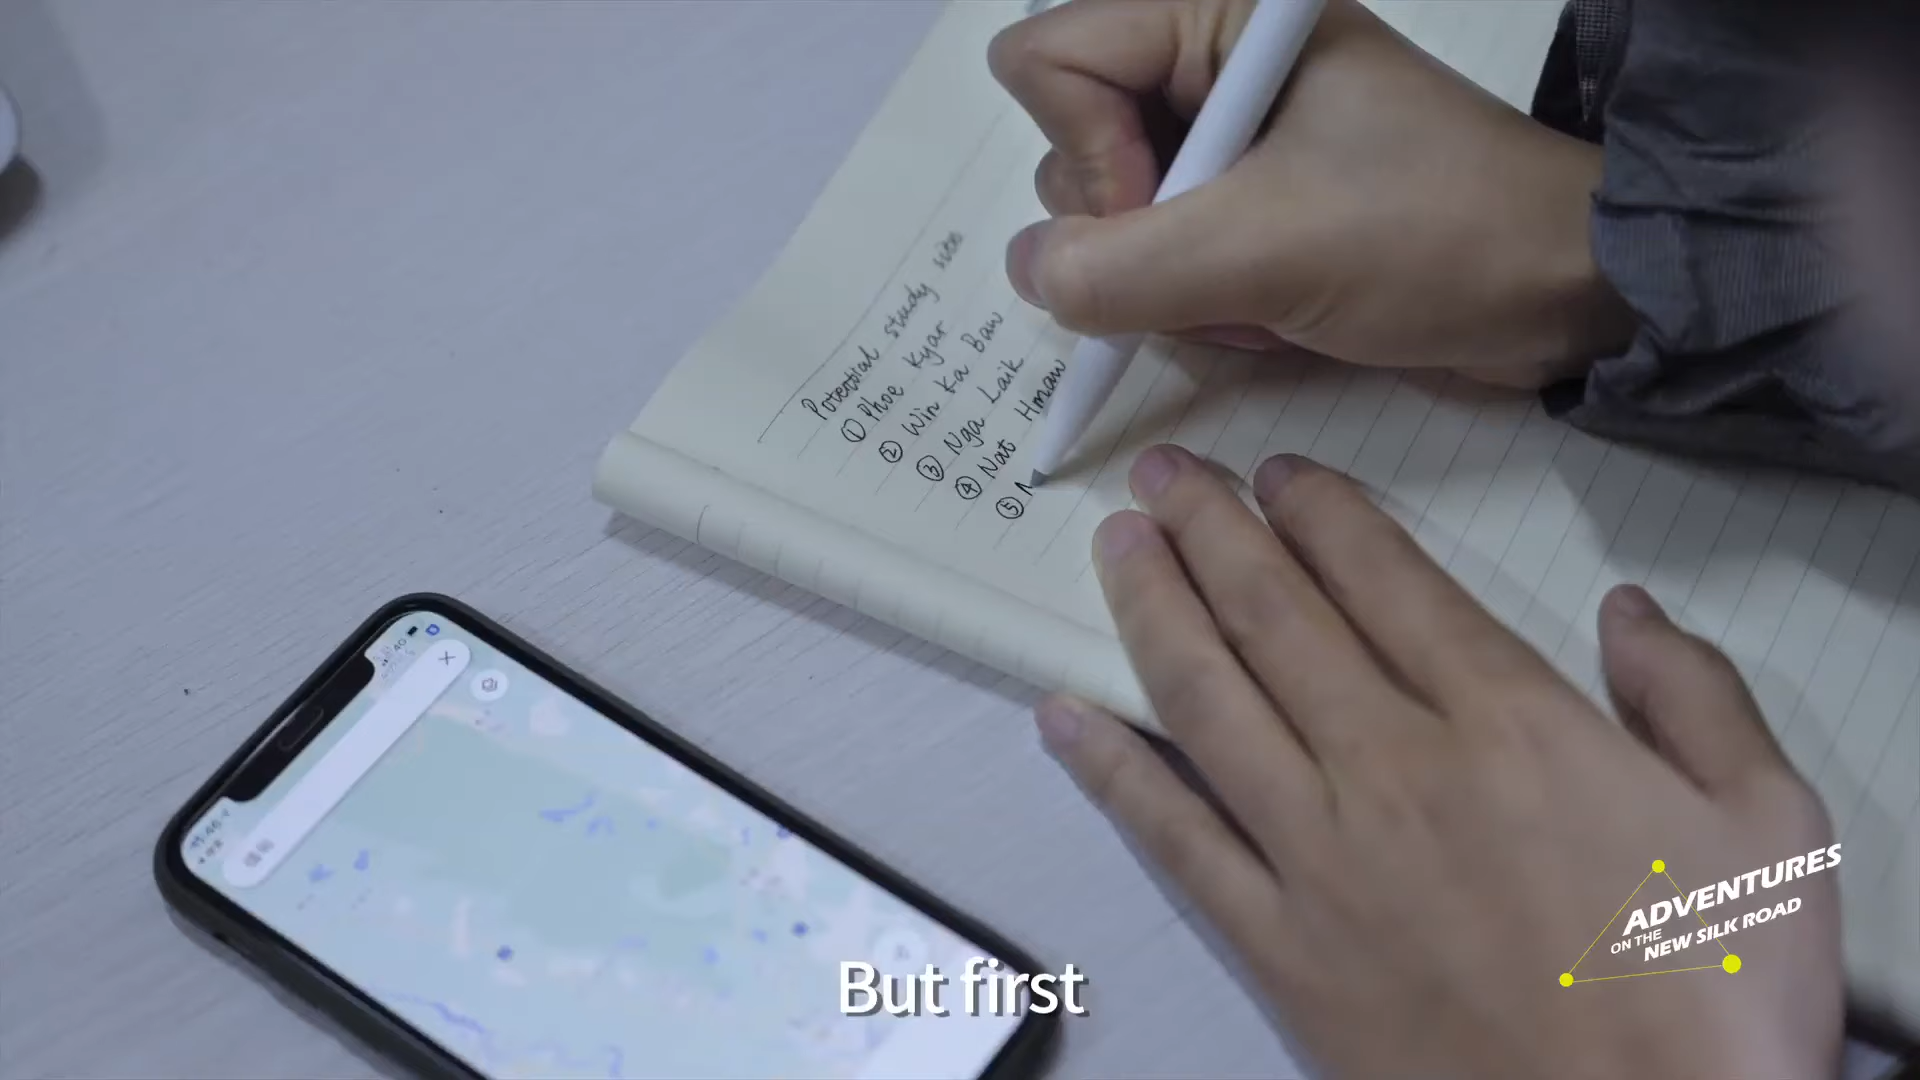 Potential study sites
① Phoe Kyar
② Win Ka Baw
③ Nga Laik
④ Nat Hmaw
⑤
4G
ADVENTURES
ON THE
NEW SILK ROAD
But first